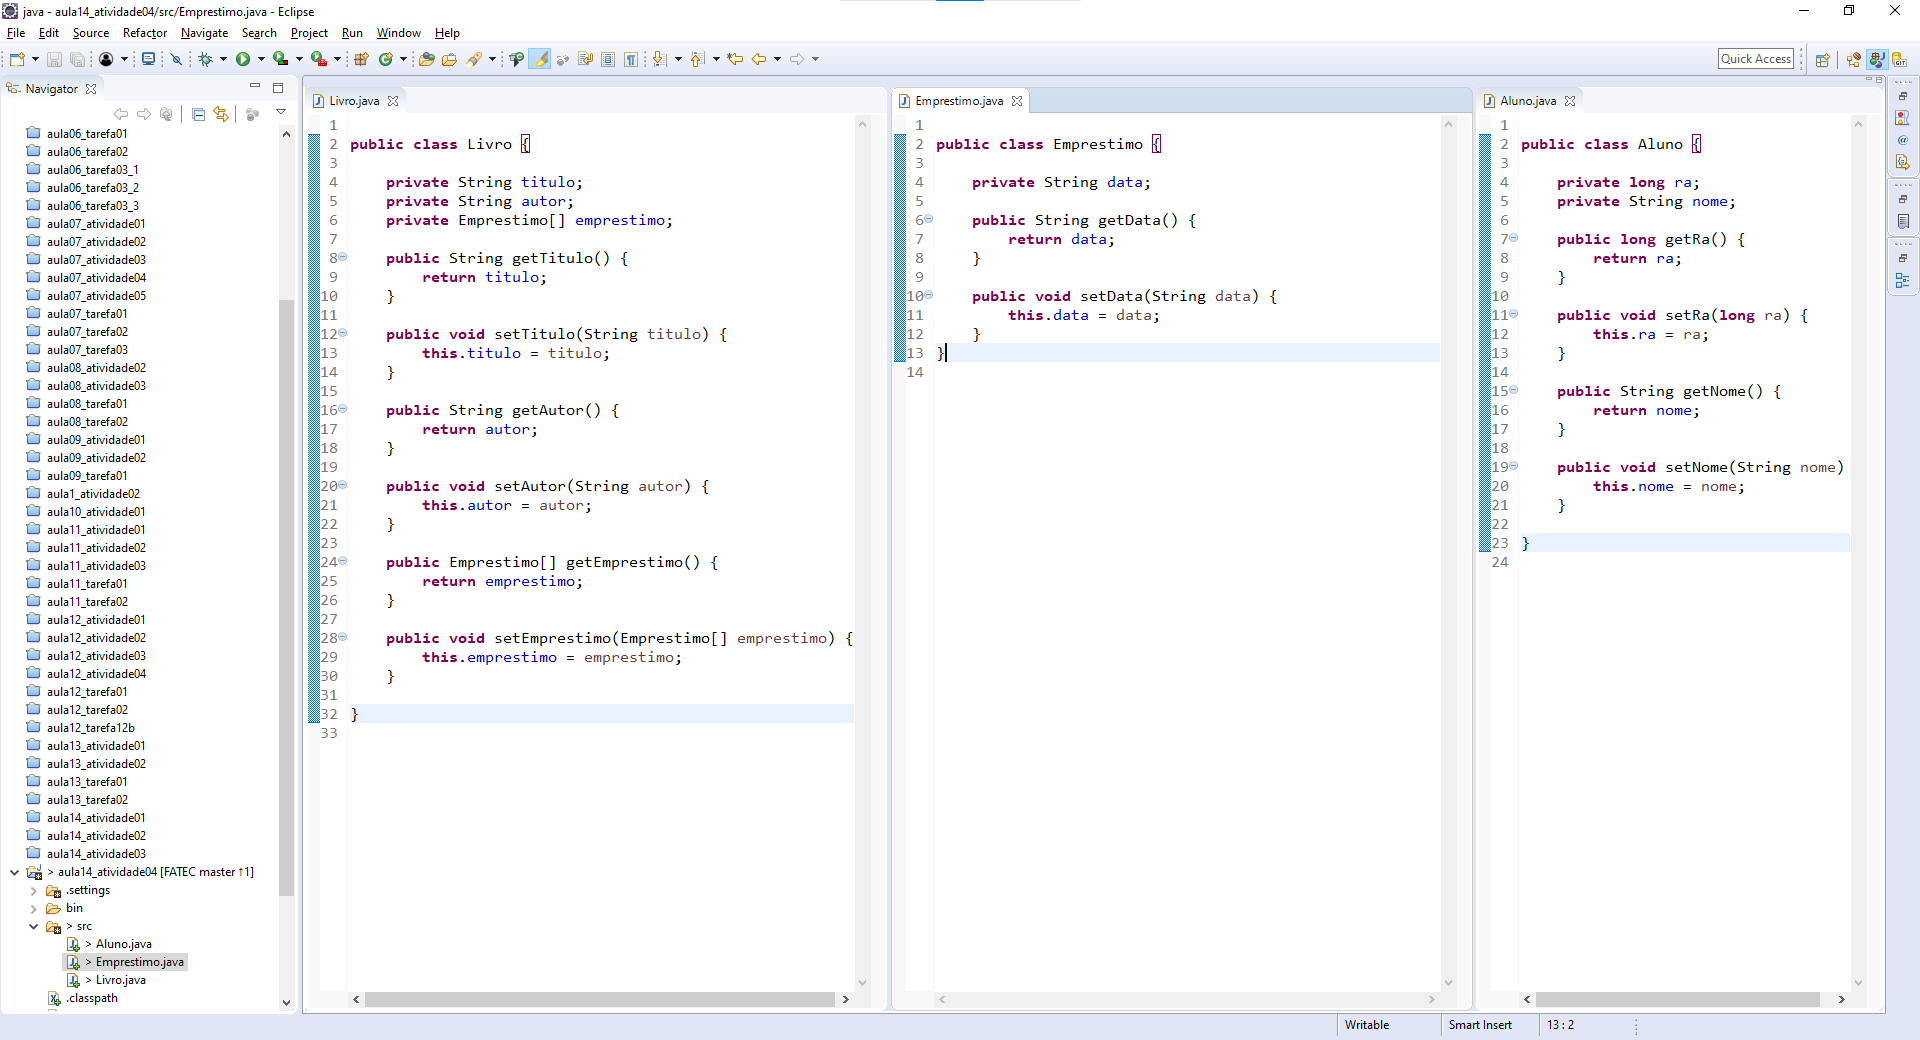 java - aula14_atividade04/src/Emprestimo.java - Eclipse
File Edit Source Refactor Navigate Search Project Run Window Help
Quick Access
Navigator
aula06_tarefa01
aula06_tarefa02
aula06_tarefa03_1
aula06_tarefa03_2
aula06_tarefa03_3
aula07_atividade01
aula07_atividade02
aula07_atividade03
aula07_atividade04
aula07_atividade05
aula07_tarefa01
aula07_tarefa02
aula07_tarefa03
aula08_atividade02
aula08_atividade03
aula08_tarefa01
aula08_tarefa02
aula09_atividade01
aula09_atividade02
aula09_tarefa01
aula1_atividade02
aula10_atividade01
aula11_atividade01
aula11_atividade02
aula11_atividade03
aula11_tarefa01
aula11_tarefa02
aula12_atividade01
aula12_atividade02
aula12_atividade03
aula12_atividade04
aula12_tarefa01
aula12_tarefa02
aula12_tarefa12b
aula13_atividade01
aula13_atividade02
aula13_tarefa01
aula13_tarefa02
aula14_atividade01
aula14_atividade02
aula14_atividade03
> aula14_atividade04 [FATEC master ↑1]
.settings
bin
> src
> Aluno.java
> Emprestimo.java
> Livro.java
.classpath
Livro.java
1
2 public class Livro {
3
4 private String titulo;
5 private String autor;
6 private Emprestimo[] emprestimo;
7
8 public String getTitulo() {
9 return titulo;
10 }
11
12 public void setTitulo(String titulo) {
13 this.titulo = titulo;
14 }
15
16 public String getAutor() {
17 return autor;
18 }
19
20 public void setAutor(String autor) {
21 this.autor = autor;
22 }
23
24 public Emprestimo[] getEmprestimo() {
25 return emprestimo;
26 }
27
28 public void setEmprestimo(Emprestimo[] emprestimo) {
29 this.emprestimo = emprestimo;
30 }
31
32 }
33
Emprestimo.java
1
2 public class Emprestimo {
3
4 private String data;
5
6 public String getData() {
7 return data;
8 }
9
10 public void setData(String data) {
11 this.data = data;
12 }
13 }
14
Aluno.java
1
2 public class Aluno {
3
4 private long ra;
5 private String nome;
6
7 public long getRa() {
8 return ra;
9 }
10
11 public void setRa(long ra) {
12 this.ra = ra;
13 }
14
15 public String getNome() {
16 return nome;
17 }
18
19 public void setNome(String nome)
20 this.nome = nome;
21 }
22
23 }
24
Writable
Smart Insert
13 : 2